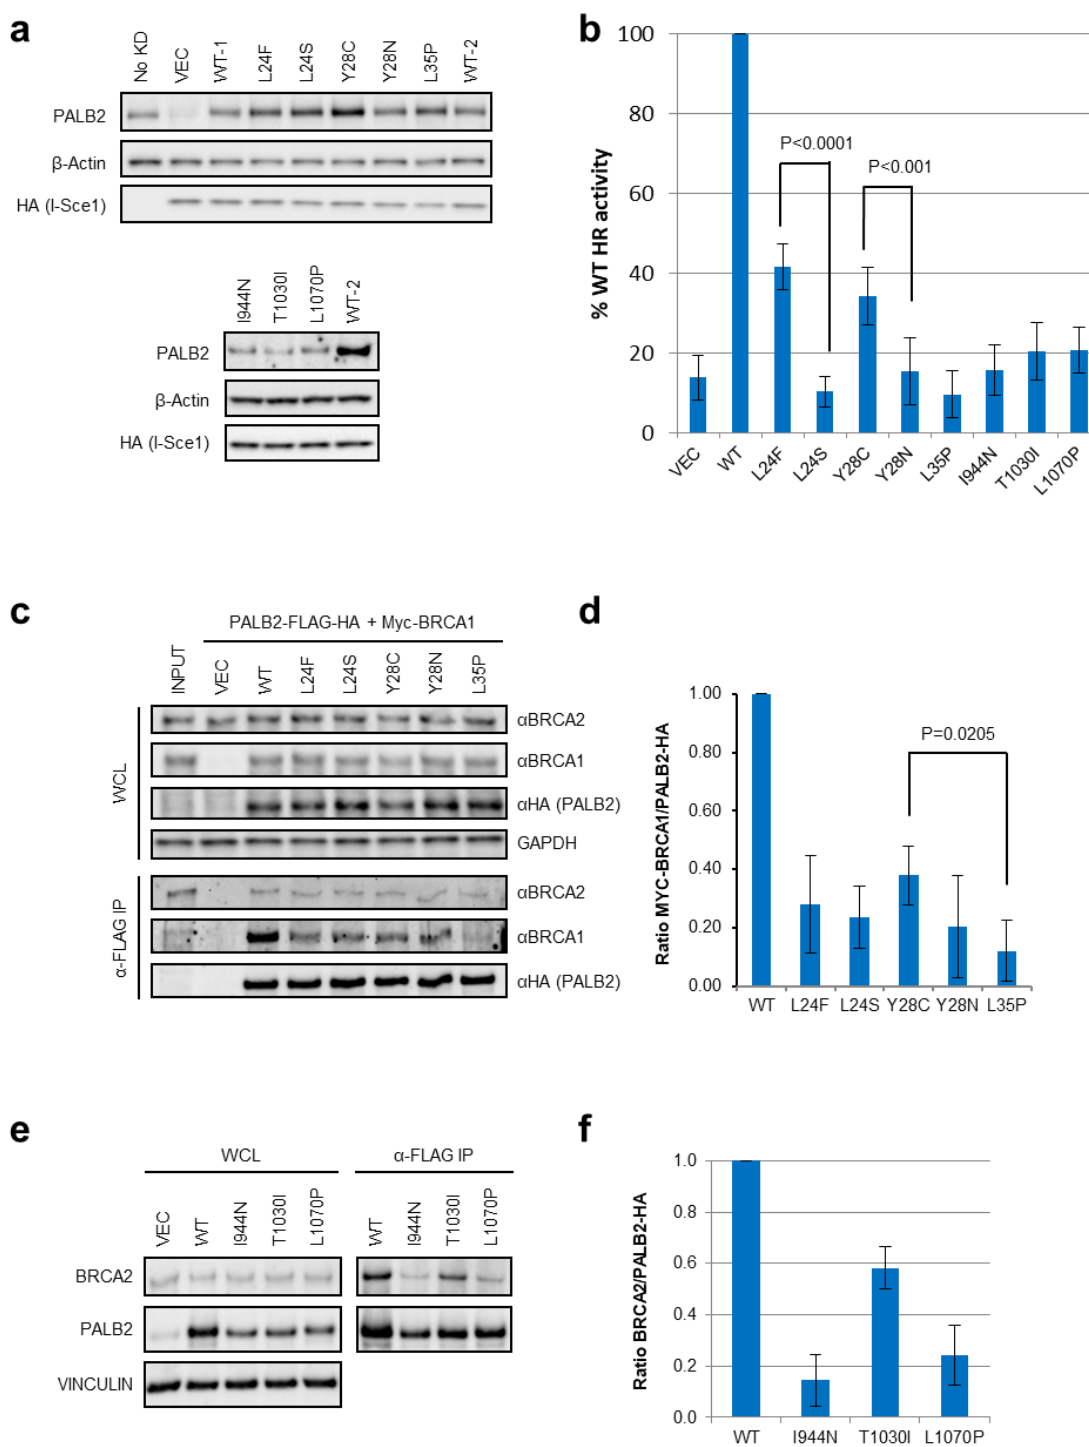 a
No KD VEC WT-1 L24F L24S Y28C Y28N L35P WT-2
PALB2
β-Actin
HA (I-Sce1)
I944N T1030I L1070P WT-2
PALB2
β-Actin
HA (I-Sce1)
b
% WT HR activity
100
80
60
40
20
0
P<0.0001
P<0.001
VEC WT L24F L24S Y28C Y28N L35P I944N T1030I L1070P
c
PALB2-FLAG-HA + Myc-BRCA1
INPUT VEC WT L24F L24S Y28C Y28N L35P
WCL
αBRCA2
αBRCA1
αHA (PALB2)
GAPDH
α-FLAG IP
αBRCA2
αBRCA1
αHA (PALB2)
d
Ratio MYC-BRCA1/PALB2-HA
1.00
0.80
0.60
0.40
0.20
0.00
P=0.0205
WT L24F L24S Y28C Y28N L35P
e
WCL α-FLAG IP
VEC WT I944N T1030I L1070P WT I944N T1030I L1070P
BRCA2
PALB2
VINCULIN
f
Ratio BRCA2/PALB2-HA
1.0
0.8
0.6
0.4
0.2
0.0
WT I944N T1030I L1070P